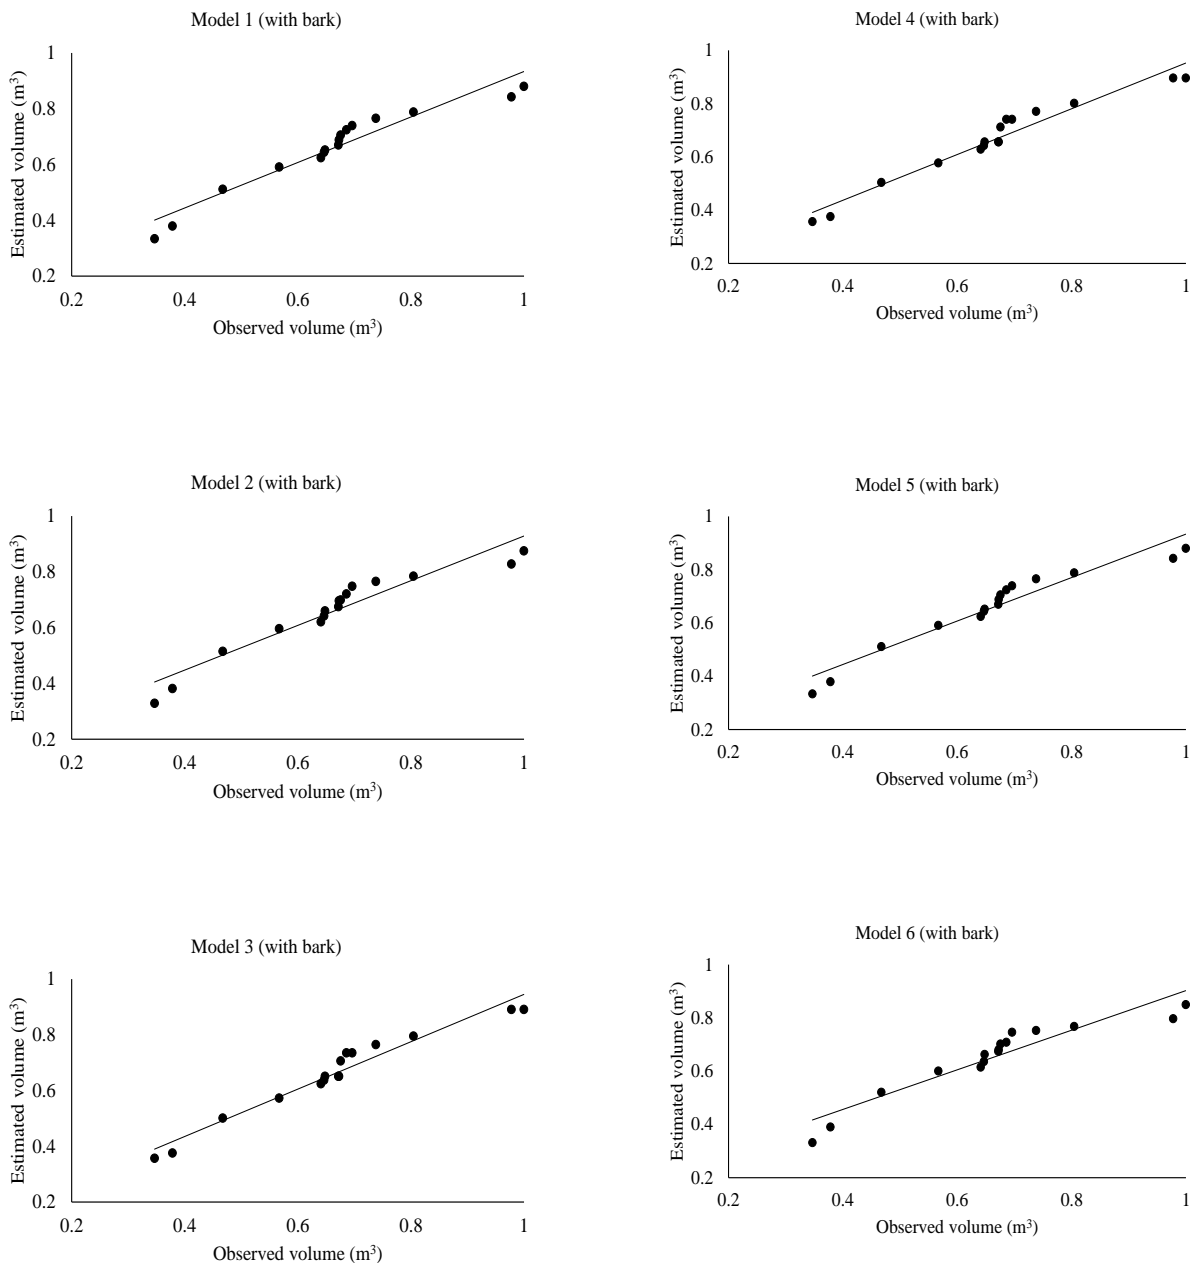 Model 1 (with bark)
Estimated volume (m³)
1
0.8
0.6
0.4
0.2
0.2 0.4 0.6 0.8 1
Observed volume (m³)
Model 4 (with bark)
Estimated volume (m³)
1
0.8
0.6
0.4
0.2
0.2 0.4 0.6 0.8 1
Observed volume (m³)
Model 2 (with bark)
Estimated volume (m³)
1
0.8
0.6
0.4
0.2
0.2 0.4 0.6 0.8 1
Observed volume (m³)
Model 5 (with bark)
Estimated volume (m³)
1
0.8
0.6
0.4
0.2
0.2 0.4 0.6 0.8 1
Observed volume (m³)
Model 3 (with bark)
Estimated volume (m³)
1
0.8
0.6
0.4
0.2
0.2 0.4 0.6 0.8 1
Observed volume (m³)
Model 6 (with bark)
Estimated volume (m³)
1
0.8
0.6
0.4
0.2
0.2 0.4 0.6 0.8 1
Observed volume (m³)